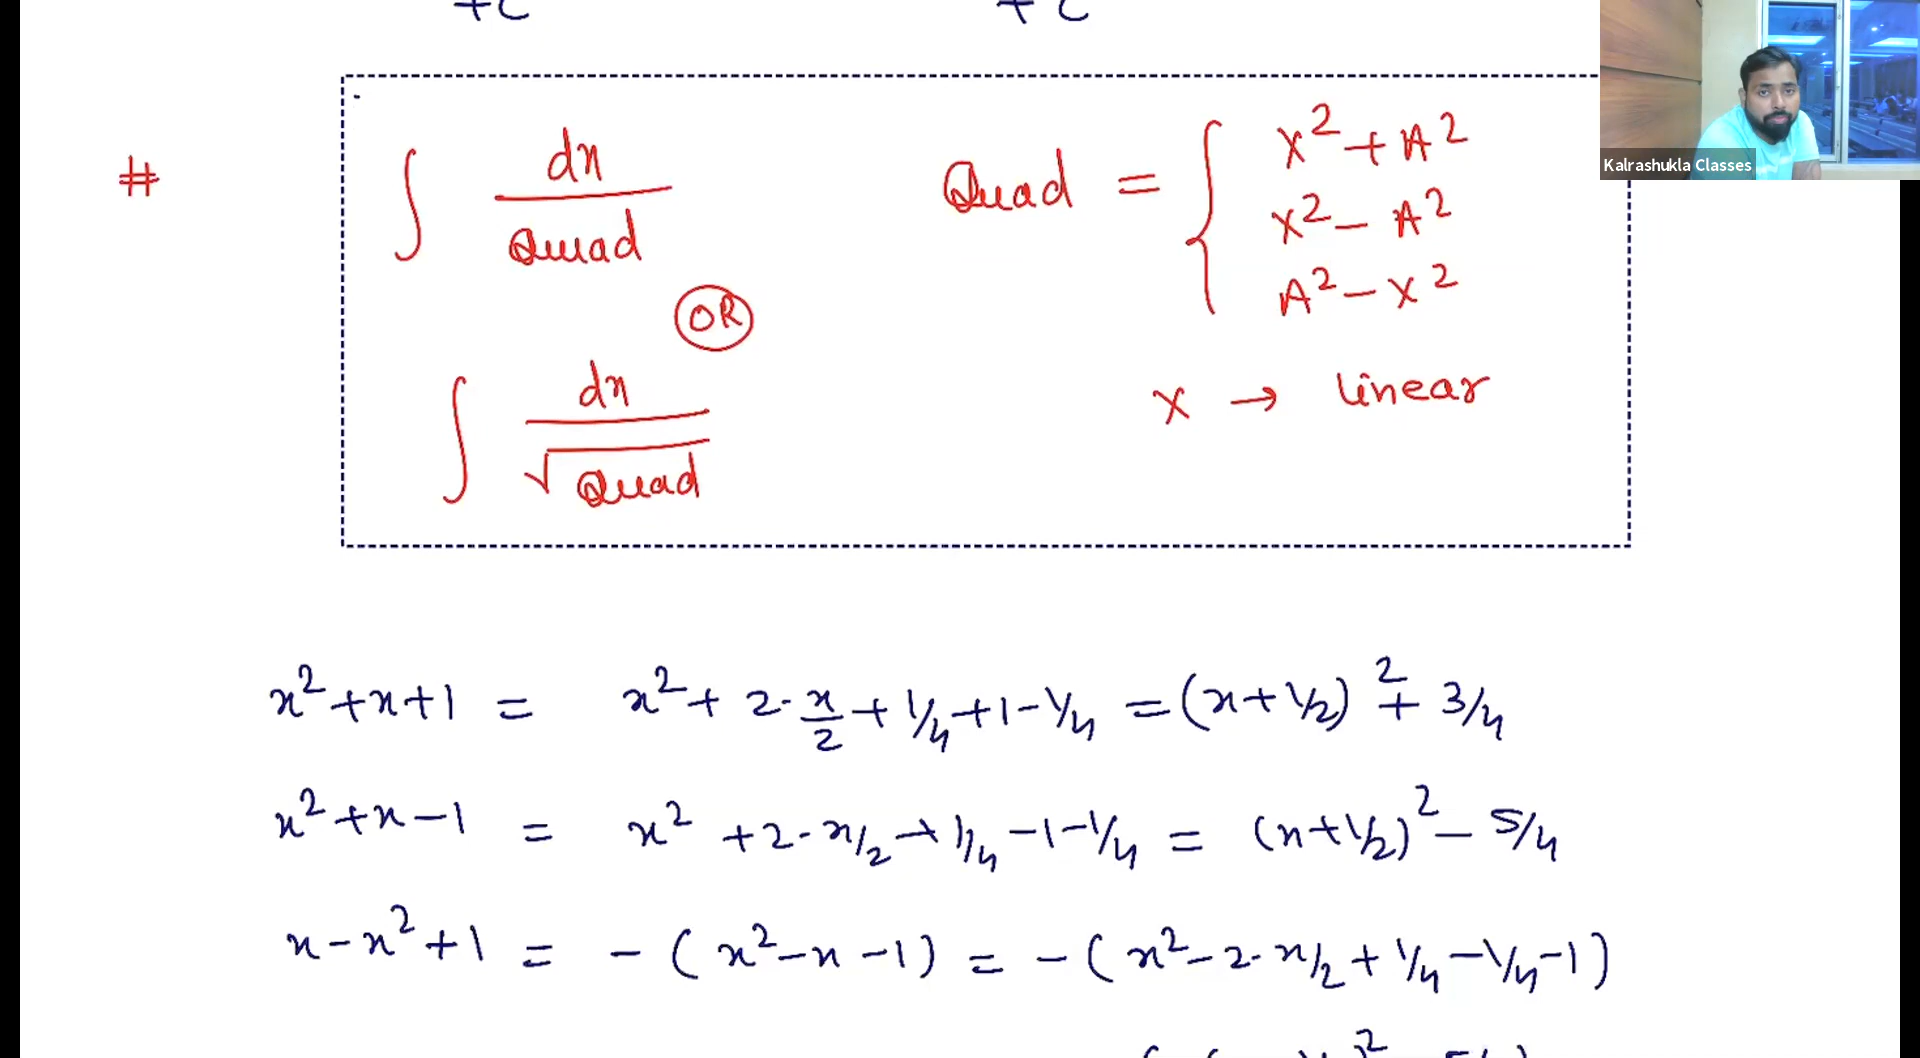 +c +c
# ∫ dx/Quad Quad = { x² + A²
x² - A²
A² - x²
OR
∫ dx/√Quad x → linear
x² + x + 1 = x² + 2·x/2 + 1/4 + 1 - 1/4 = (x + 1/2)² + 3/4
x² + x - 1 = x² + 2·x/2 + 1/4 - 1 - 1/4 = (x + 1/2)² - 5/4
x - x² + 1 = -(x² - x - 1) = -(x² - 2·x/2 + 1/4 - 1/4 - 1)
Kalrashukla Classes